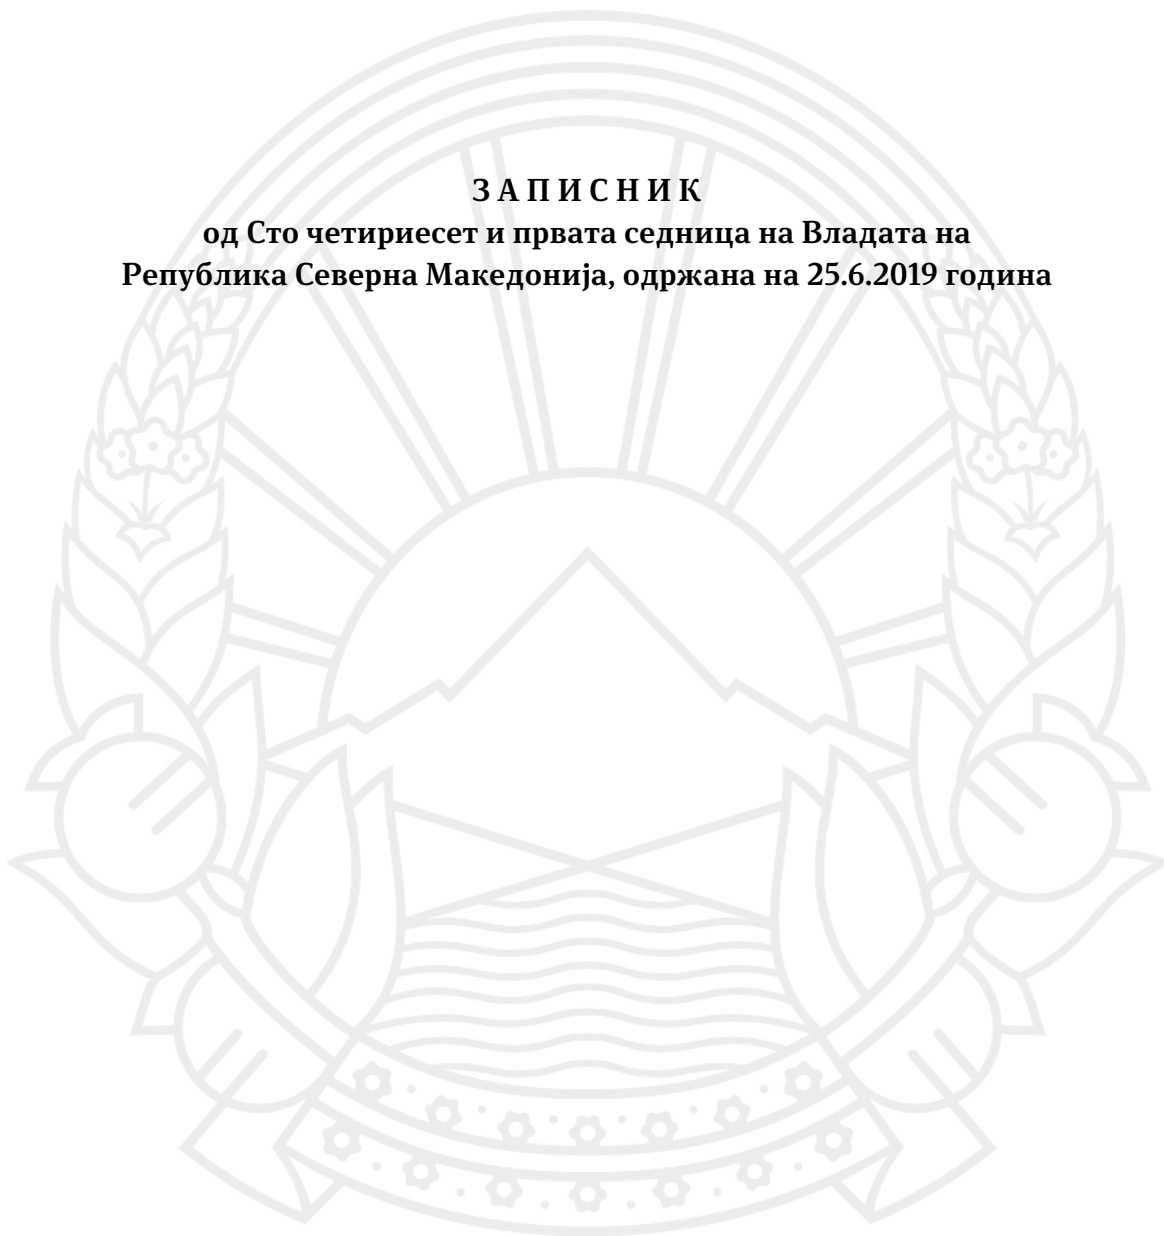 З А П И С Н И К
од Сто четириесет и првата седница на Владата на
Република Северна Македонија, одржана на 25.6.2019 година